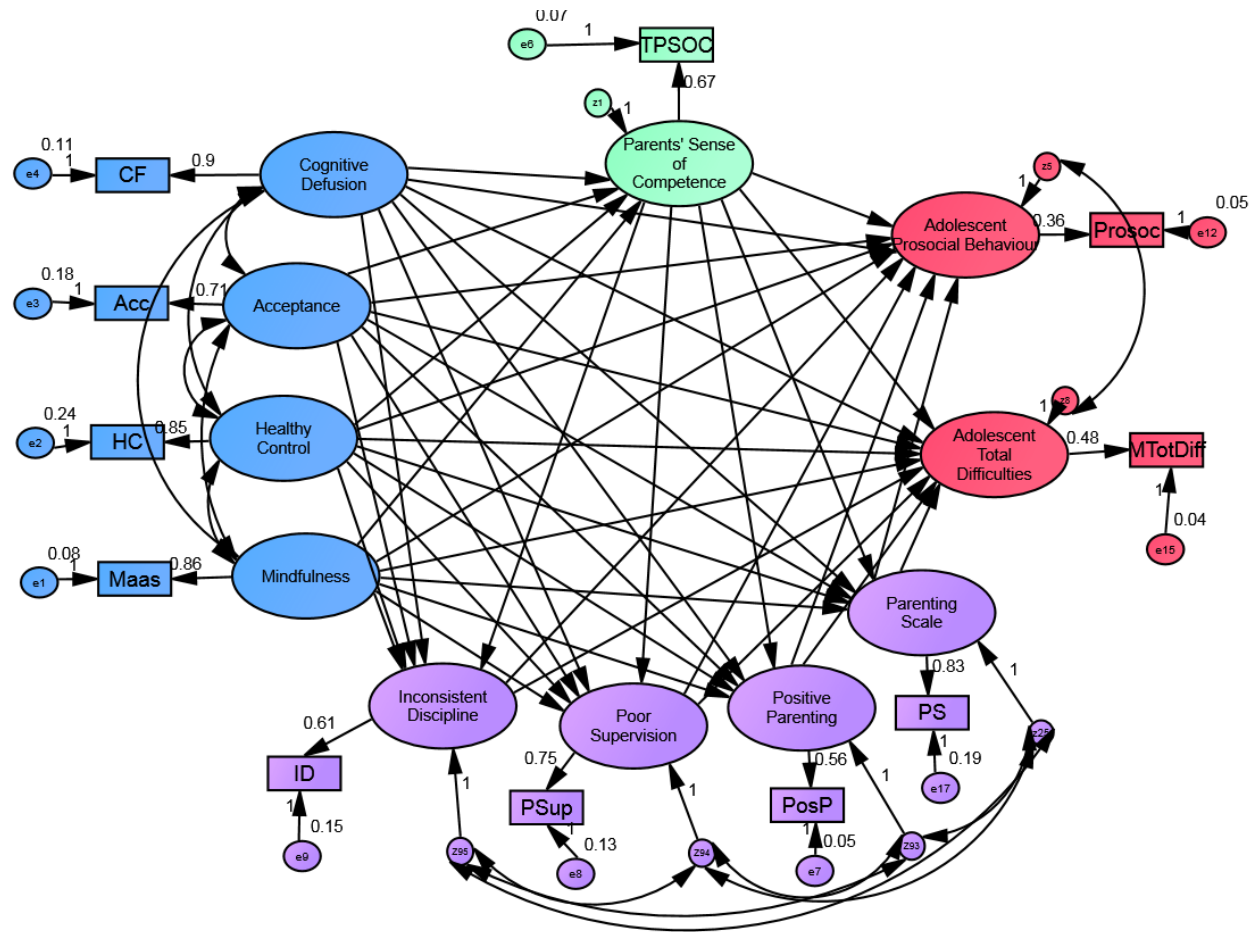 0.07
e6
1
TPSOC
0.67
z1
1
Parents' Sense
of
Competence
0.11
e4
1
CF
0.9
Cognitive
Defusion
z5
1
Adolescent
Prosocial Behaviour
0.36
Prosoc
1
0.05
e12
0.18
e3
1
Acc
0.71
Acceptance
0.24
e2
1
HC
0.85
Healthy
Control
z8
1
Adolescent
Total
Difficulties
0.48
MTotDiff
1
0.04
e15
0.08
e1
1
Maas
0.86
Mindfulness
Parenting
Scale
0.83
PS
1
0.19
e17
1
z25
Inconsistent
Discipline
0.61
ID
1
0.15
e9
1
Z95
Poor
Supervision
0.75
PSup
1
0.13
e8
1
Z94
Positive
Parenting
0.56
PosP
1
0.05
e7
1
Z93